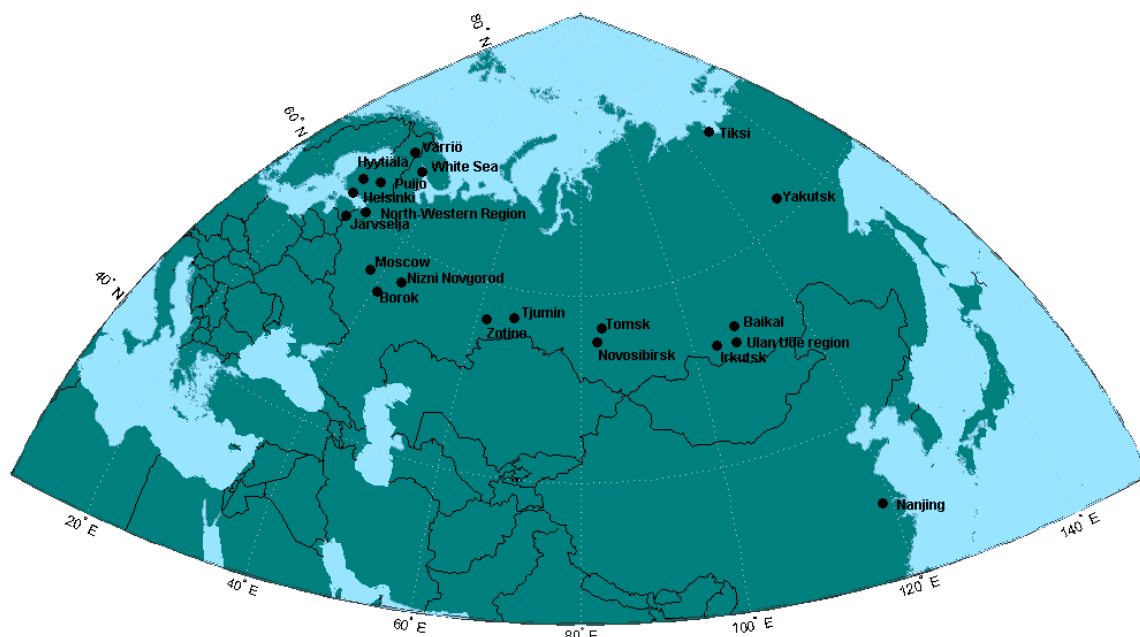 80° N
60° N
Värriö
Tiksi
Hyytiälä
White Sea
Puijo
Helsinki
Yakutsk
North-Western Region
Järvselja
Moscow
40° N
Nizni Novgorod
Borok
Tjumin
Zotino
Tomsk
Baikal
Novosibirsk
Ulan Ude region
Irkutsk
Nanjing
20° E
40° E
60° E
80° E
100° E
120° E
140° E